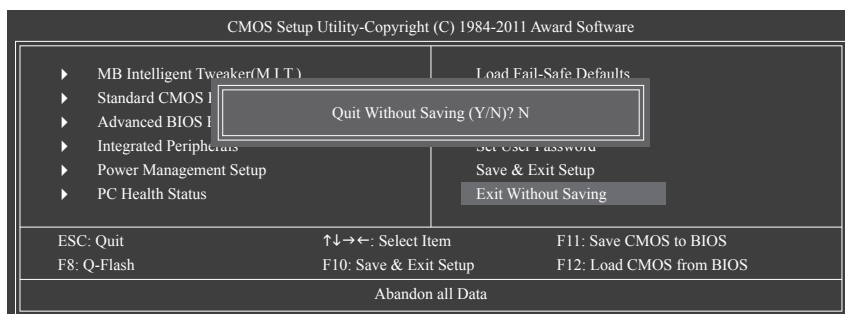 CMOS Setup Utility-Copyright (C) 1984-2011 Award Software
MB Intelligent Tweaker(M.I.T.)
Standard CMOS
Advanced BIOS
Integrated Peripherals
Power Management Setup
PC Health Status
Load Fail-Safe Defaults
Set User Password
Save & Exit Setup
Exit Without Saving
Quit Without Saving (Y/N)? N
ESC: Quit
↑↓→←: Select Item
F11: Save CMOS to BIOS
F8: Q-Flash
F10: Save & Exit Setup
F12: Load CMOS from BIOS
Abandon all Data